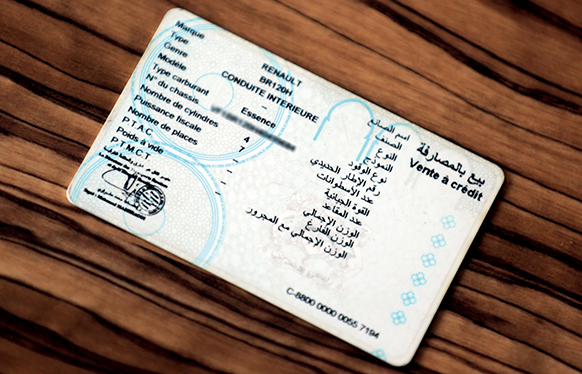 Marque
RENAULT
اسم الصانع
Type
BR120H
الصنف
Genre
CONDUITE INTERIEURE
النوع
Modèle
–
النموذج
Type carburant
Essence
نوع الوقود
N° du chassis
رقم الإطار الحديدي
Nombre de cylindres
4
عدد الأسطوانات
Puissance fiscale
7
القوة الجبائية
Nombre de places
–
عدد المقاعد
P.T.A.C
–
الوزن الإجمالي
Poids à vide
–
الوزن الفارغ
P.T.M.C.T
–
الوزن الإجمالي مع المجرور
بيع بالمصارفة
Vente à crédit
C-8800 0000 0055 7194